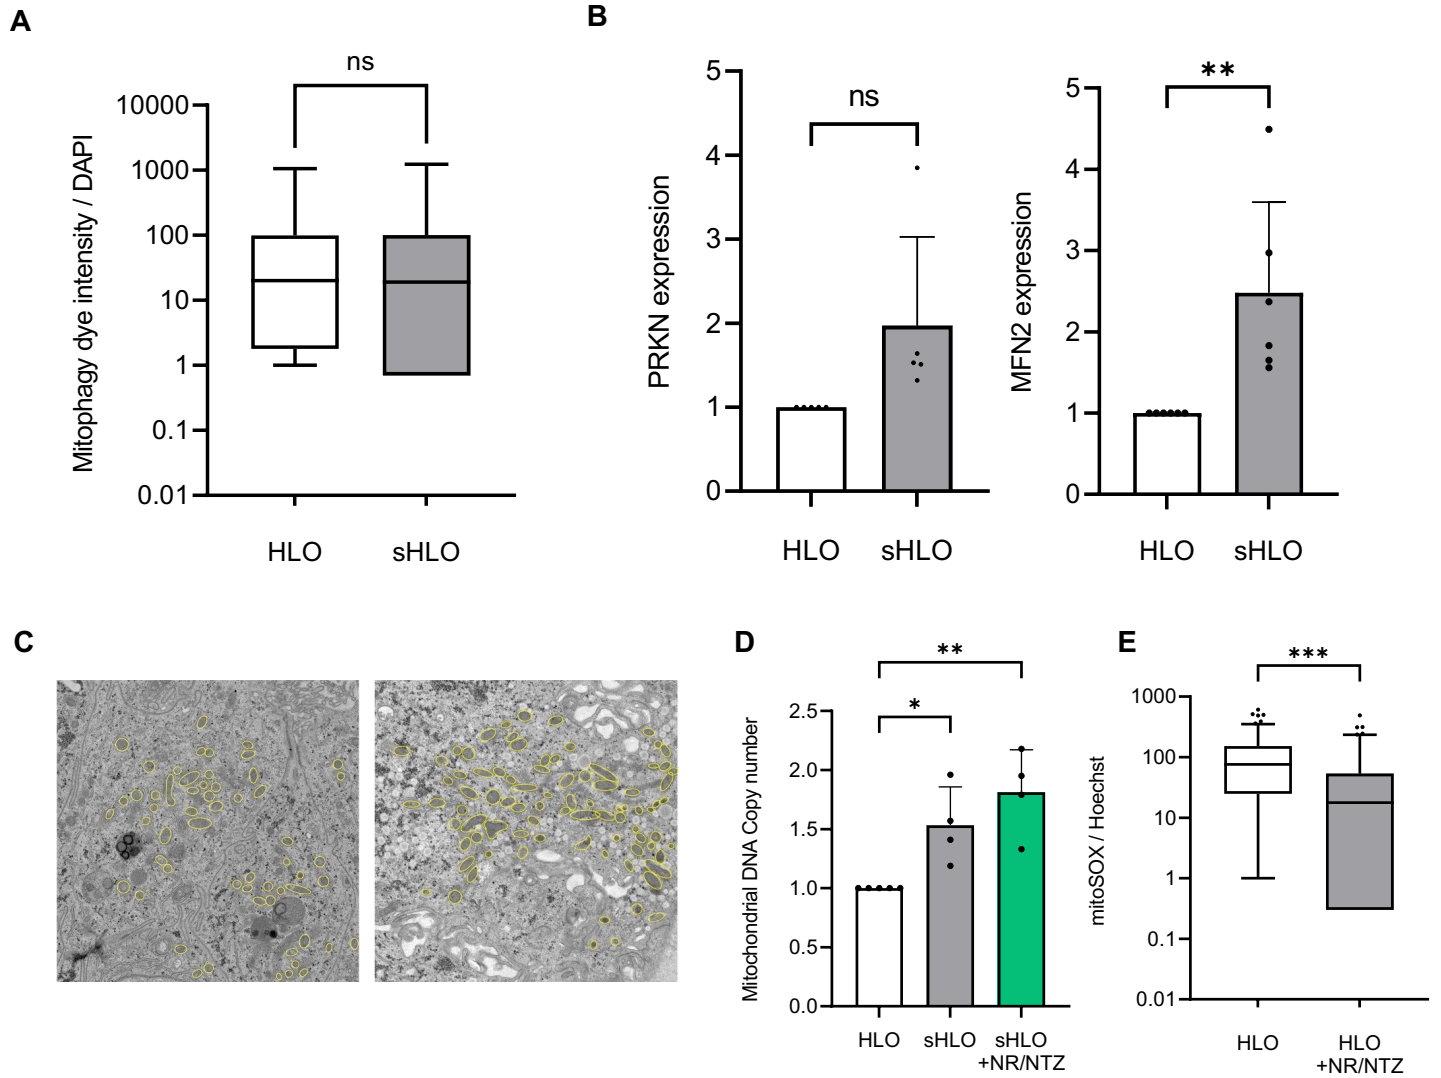 A
ns
Mitophagy dye intensity / DAPI
10000
1000
100
10
1
0.1
0.01
HLO
sHLO
B
ns
PRKN expression
5
4
3
2
1
0
HLO
sHLO
**
MFN2 expression
5
4
3
2
1
0
HLO
sHLO
C
D
**
*
Mitochondrial DNA Copy number
2.5
2.0
1.5
1.0
0.5
0.0
HLO
sHLO
sHLO
+NR/NTZ
E
***
mitoSOX / Hoechst
1000
100
10
1
0.1
0.01
HLO
HLO
+NR/NTZ